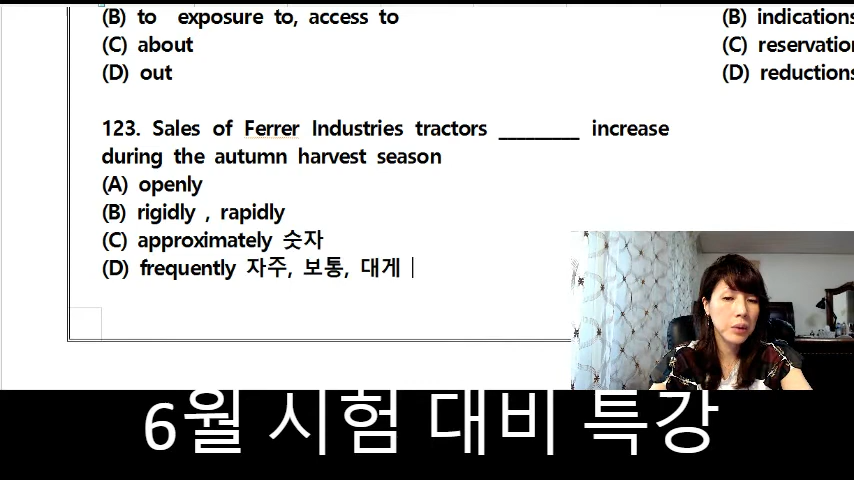 (B) to exposure to, access to
(C) about
(D) out
123. Sales of Ferrer Industries tractors _________ increase
during the autumn harvest season
(A) openly
(B) rigidly , rapidly
(C) approximately 숫자
(D) frequently 자주, 보통, 대게
(B) indications
(C) reservation
(D) reductions
6월 시험 대비 특강